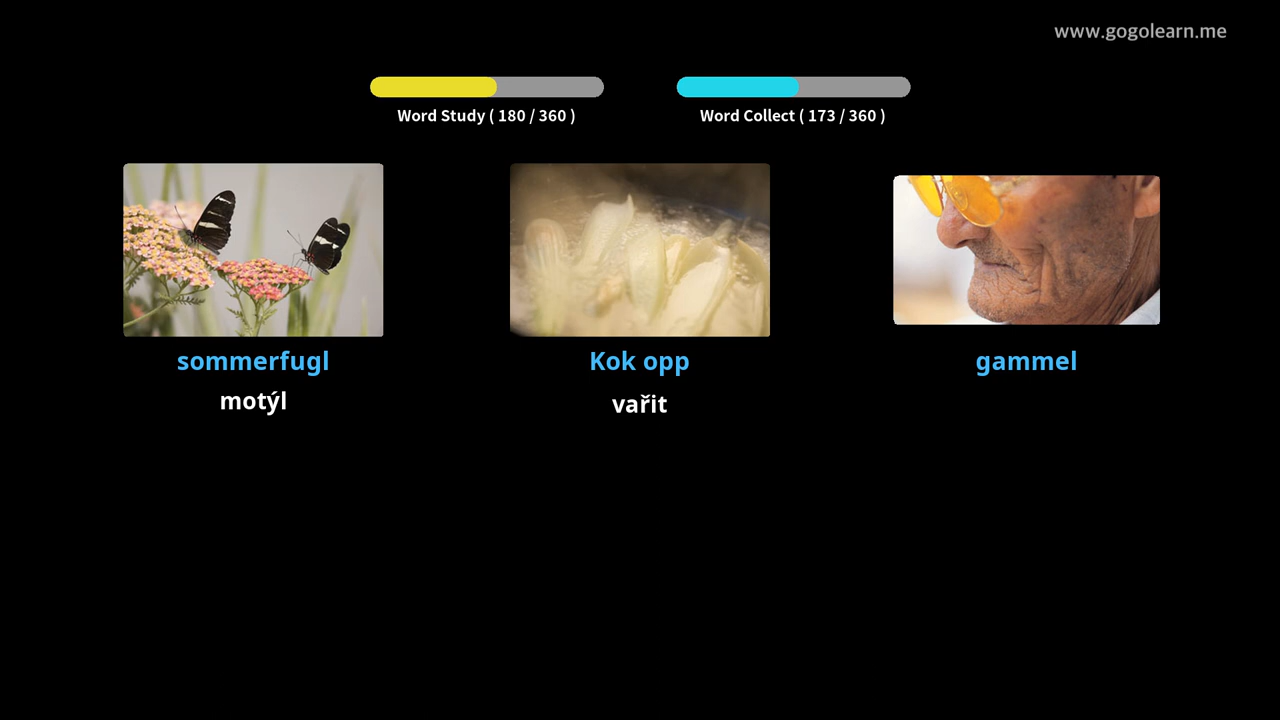 www.gogolearn.me
Word Study ( 180 / 360 )
Word Collect ( 173 / 360 )
sommerfugl
motýl
Kok opp
vařit
gammel